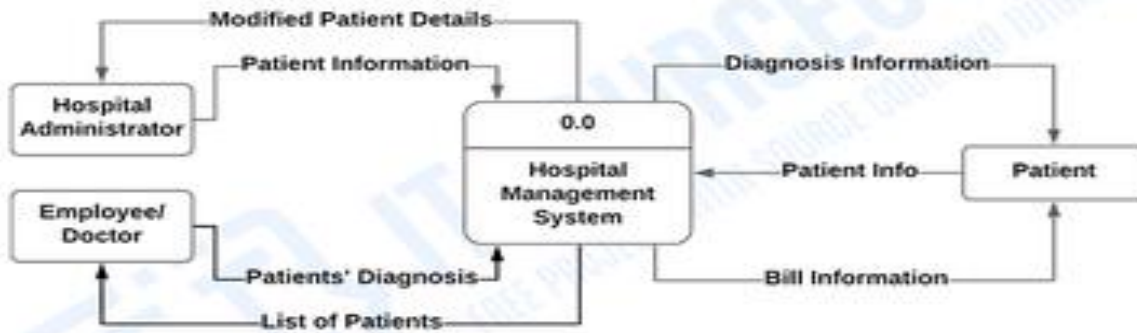 Modified Patient Details
Patient Information
Diagnosis Information
Hospital
Administrator
0.0
Hospital
Management
System
Patient Info
Patient
Employee/
Doctor
Patients' Diagnosis
Bill Information
List of Patients